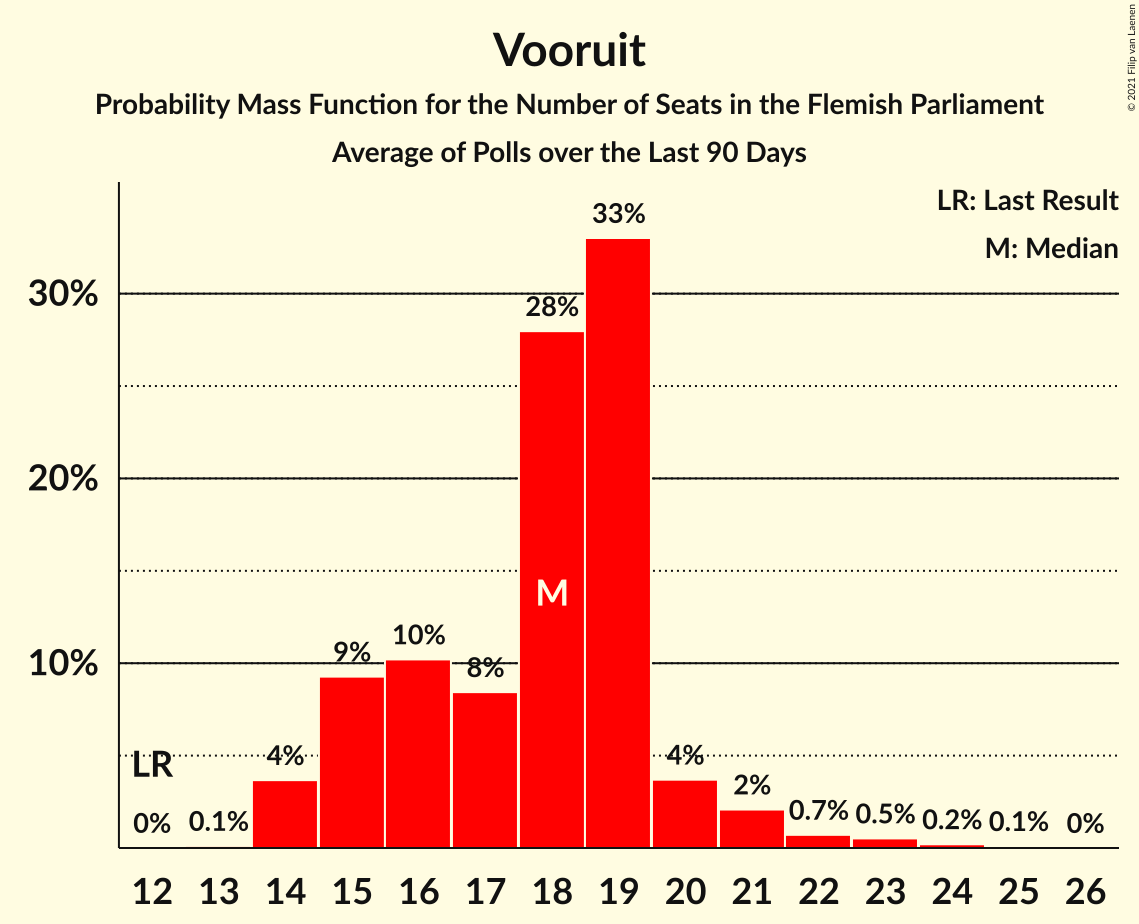 Vooruit
Probability Mass Function for the Number of Seats in the Flemish Parliament
Average of Polls over the Last 90 Days
© 2021 Filip van Laenen
LR: Last Result
M: Median
33%
30%
28%
20%
M
10%
9%
10%
8%
LR
4%
4%
2%
0%
0.1%
0.7%
0.5%
0.2%
0.1%
0%
12 13 14 15 16 17 18 19 20 21 22 23 24 25 26